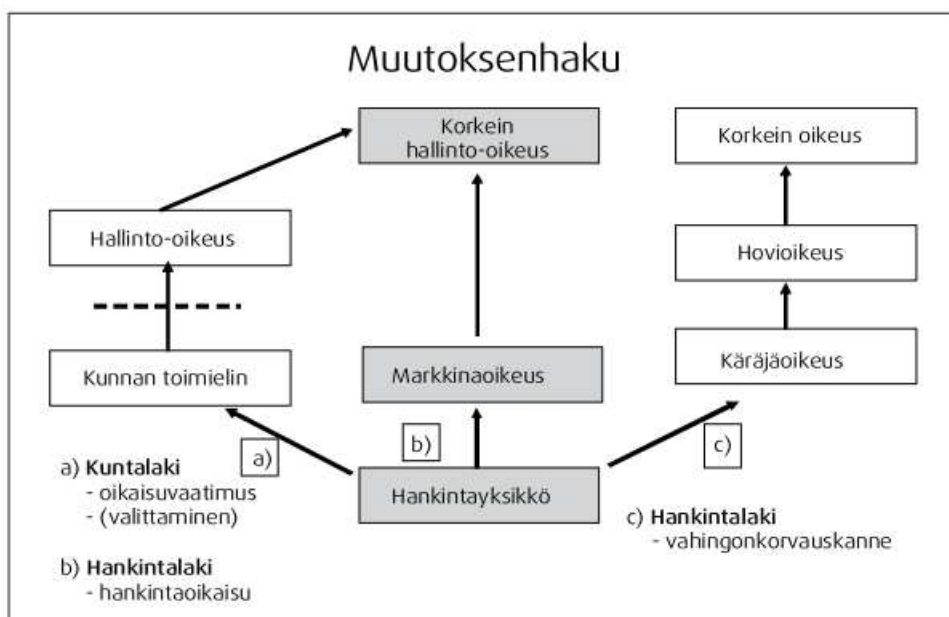 Muutoksenhaku
Korkein
hallinto-oikeus
Korkein oikeus
Hallinto-oikeus
Hovioikeus
Kunnan toimielin
Markkinaoikeus
Käräjäoikeus
a)
b)
c)
Hankintayksikkö
a) Kuntalaki
- oikaisuvaatimus
- (valittaminen)
b) Hankintalaki
- hankintaoikaisu
c) Hankintalaki
- vahingonkorvauskanne